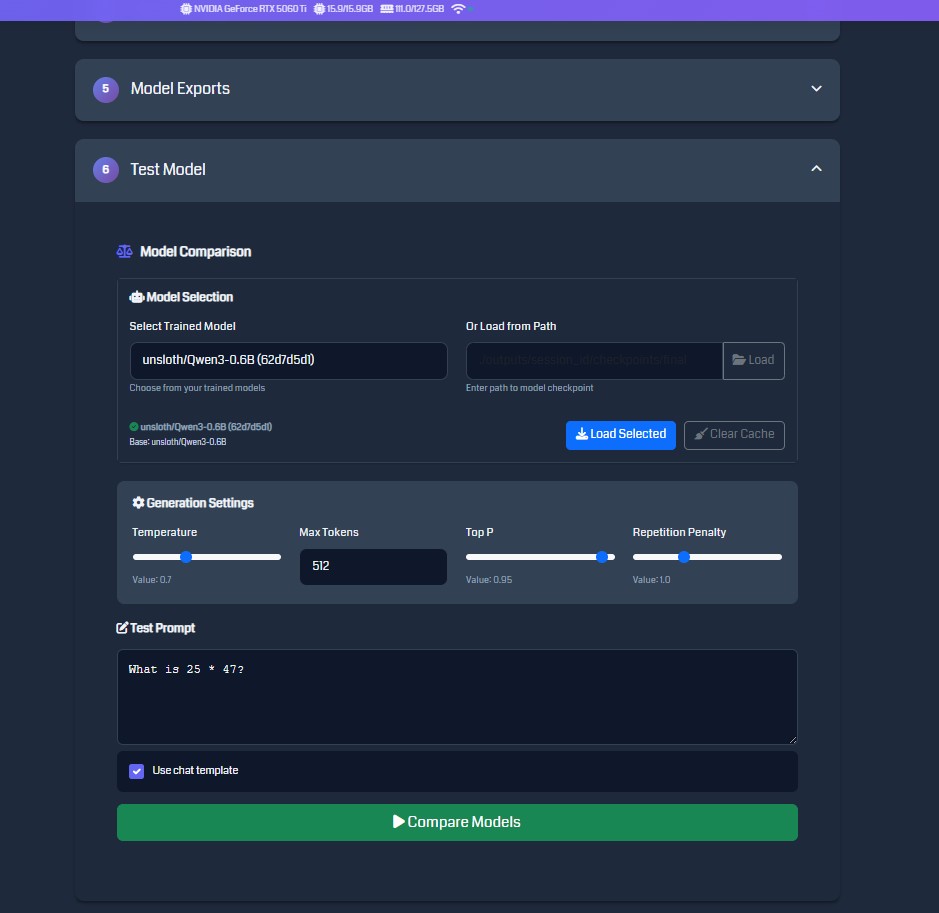 NVIDIA GeForce RTX 5060 Ti 15.9/15.9GB 111.0/127.5GB
5 Model Exports
6 Test Model
Model Comparison
Model Selection
Select Trained Model
Or Load from Path
unsloth/Qwen3-0.6B (62d7d5d1)
Load
Choose from your trained models
Enter path to model checkpoint
unsloth/Qwen3-0.6B (62d7d5d1)
Base: unsloth/Qwen3-0.6B
Load Selected
Clear Cache
Generation Settings
Temperature
Max Tokens
Top P
Repetition Penalty
512
Value: 0.7
Value: 0.95
Value: 1.0
Test Prompt
What is 25 * 47?
Use chat template
Compare Models